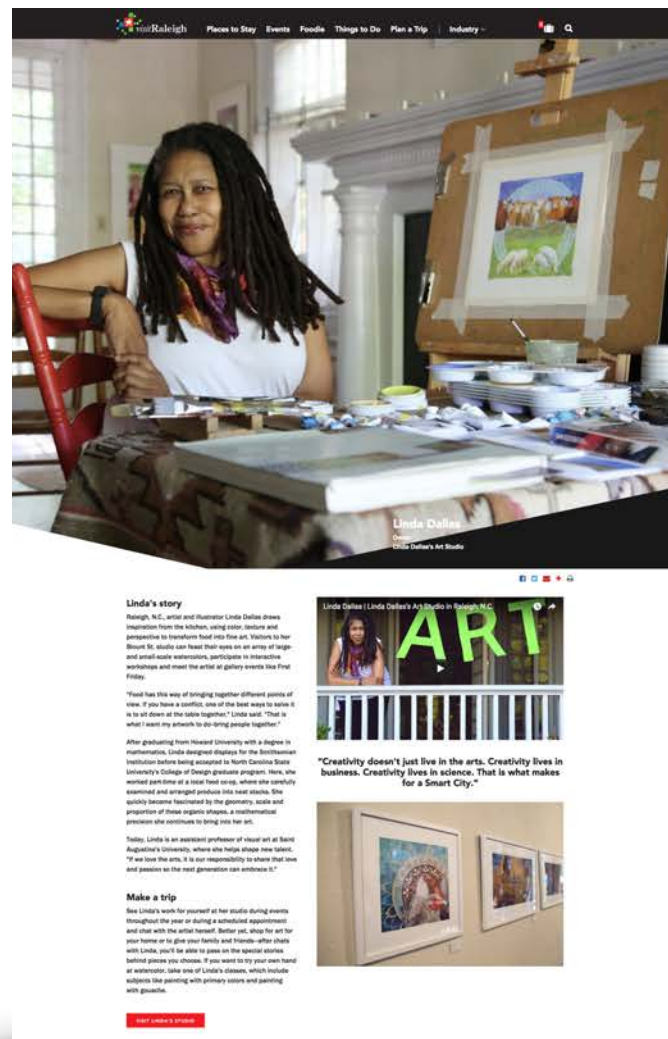 visitRaleigh
Places to Stay Events Foodie Things to Do Plan a Trip Industry
Linda Dallas
Owner
Linda Dallas's Art Studio
Linda's story
Raleigh, N.C., artist and illustrator Linda Dallas draws
inspiration from the kitchen, using color, texture and
perspective to transform food into fine art. Visitors to her
Blount St. studio can feast their eyes on an array of large-
and small-scale watercolors, participate in interactive
workshops and meet the artist at gallery events like First
Friday.
"Food has this way of bringing together different points of
view. If you have a conflict, one of the best ways to solve it
is to sit down at the table together," Linda said. "That is
what I want my artwork to do–bring people together."
After graduating from Howard University with a degree in
mathematics, Linda designed displays for the Smithsonian
Institution before being accepted to North Carolina State
University's College of Design graduate program. Here, she
worked part-time at a local food co-op, where she carefully
examined and arranged produce into neat stacks. She
quickly became fascinated by the geometry, scale and
proportion of these organic shapes, a mathematical
precision she continues to bring into her art.
Today, Linda is an assistant professor of visual art at Saint
Augustine's University, where she helps shape new talent.
"If we love the arts, it is our responsibility to share that love
and passion so the next generation can embrace it."
Make a trip
See Linda's work for yourself at her studio during events
throughout the year or during a scheduled appointment
and chat with the artist herself. Better yet, shop for art for
your home or to give your family and friends–after chats
with Linda, you'll be able to pass on the special stories
behind pieces you choose. If you want to try your own hand
at watercolor, take one of Linda's classes, which include
subjects like painting with primary colors and painting
with gouache.
VISIT LINDA'S STUDIO
Linda Dallas | Linda Dallas's Art Studio in Raleigh, N.C.
ART
"Creativity doesn't just live in the arts. Creativity lives in
business. Creativity lives in science. That is what makes
for a Smart City."